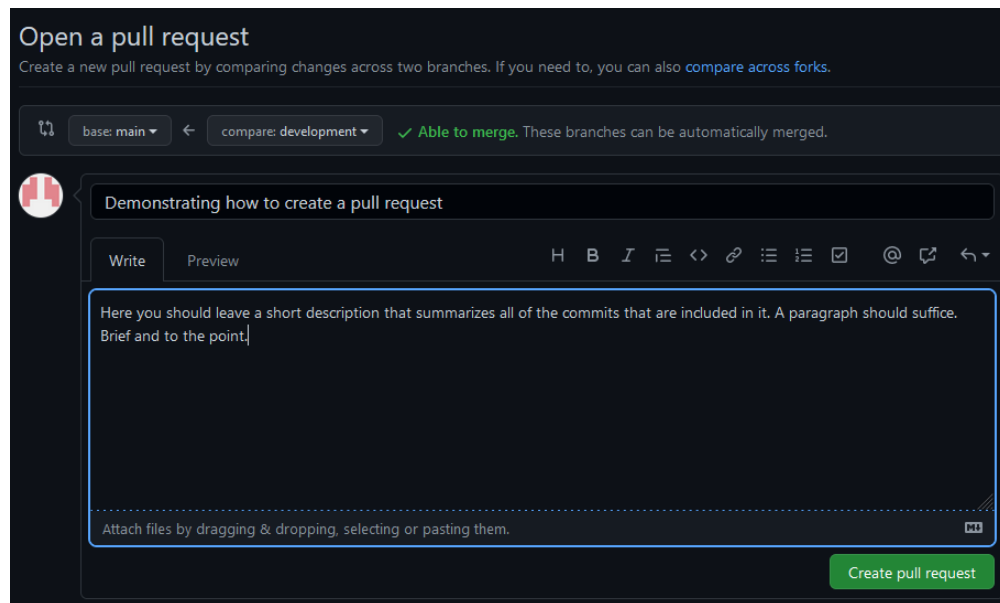 Open a pull request
Create a new pull request by comparing changes across two branches. If you need to, you can also compare across forks.
base: main compare: development Able to merge. These branches can be automatically merged.
Demonstrating how to create a pull request
Write Preview H B I @
Here you should leave a short description that summarizes all of the commits that are included in it. A paragraph should suffice.
Brief and to the point.
Attach files by dragging & dropping, selecting or pasting them.
Create pull request